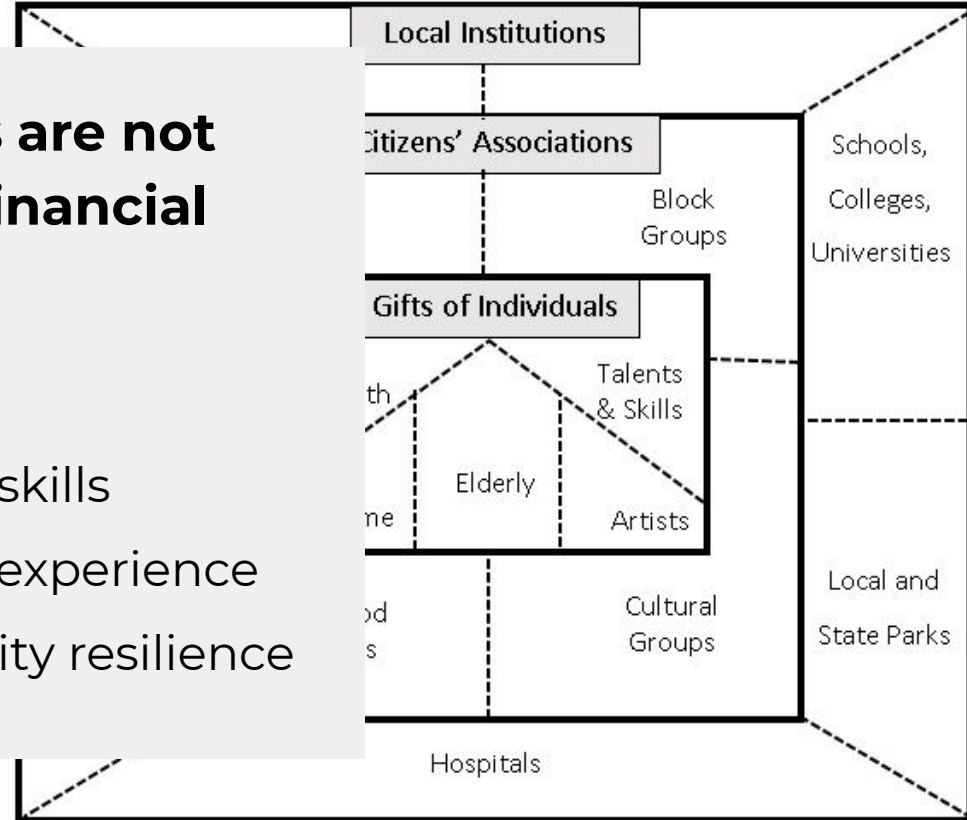 Local Institutions
s are not
inancial
skills
experience
ity resilience
Citizens' Associations
Block
Groups
Gifts of Individuals
th
Talents
& Skills
Elderly
me
Artists
od
s
Cultural
Groups
Schools,
Colleges,
Universities
Local and
State Parks
Hospitals